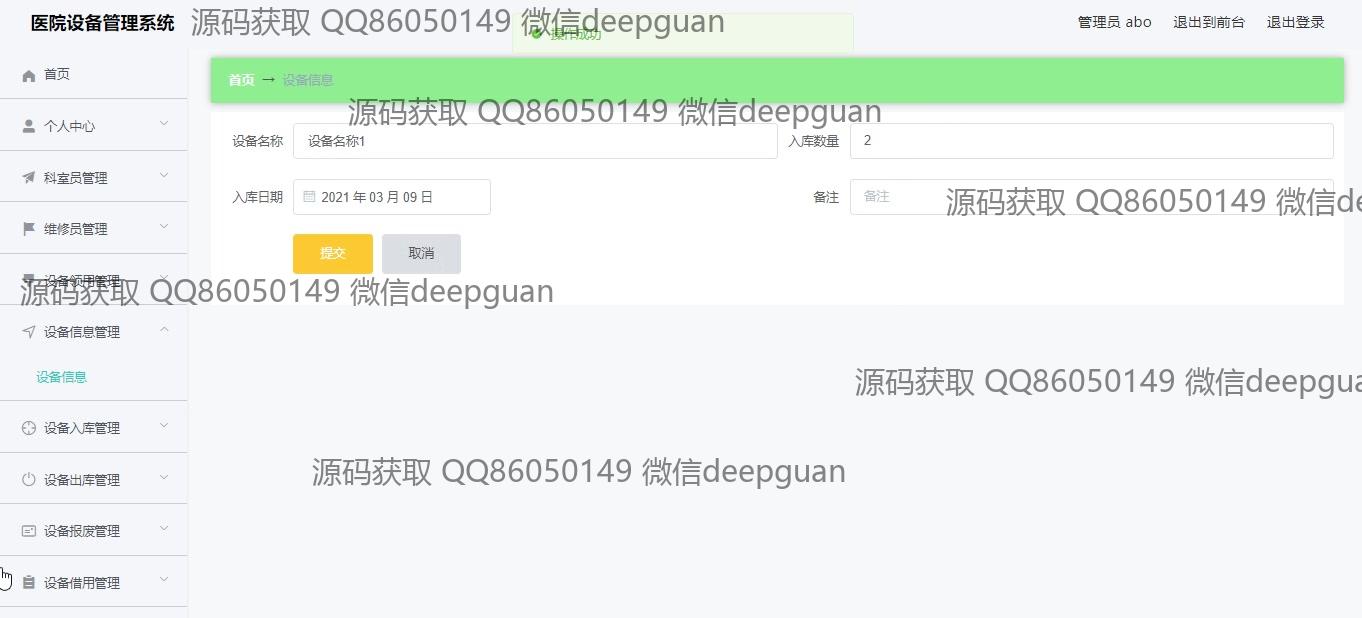 医院设备管理系统
源码获取 QQ86050149 微信deepguan
操作成功
管理员 abo
退出到前台
退出登录
首页
首页 → 设备信息
源码获取 QQ86050149 微信deepguan
个人中心
设备名称
设备名称1
入库数量
2
科室员管理
入库日期
2021 年 03 月 09 日
备注
备注
源码获取 QQ86050149 微信de
维修员管理
提交
取消
设备领用管理
源码获取 QQ86050149 微信deepguan
设备信息管理
设备信息
源码获取 QQ86050149 微信deepgua
设备入库管理
源码获取 QQ86050149 微信deepguan
设备出库管理
设备报废管理
设备借用管理